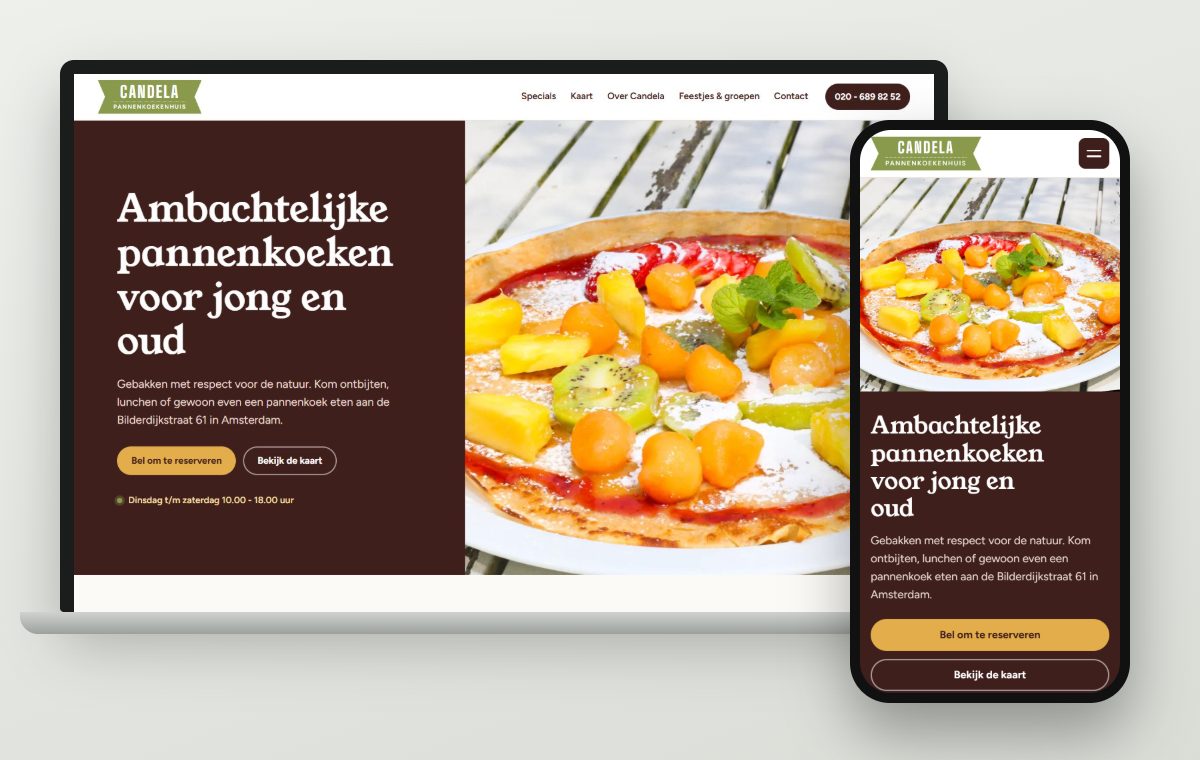 CANDELA
PANNENKOEKENHUIS
Specials Kaart Over Candela Feestjes & groepen Contact 020 - 689 82 52
Ambachtelijke
pannenkoeken
voor jong en
oud
Gebakken met respect voor de natuur. Kom ontbijten,
lunchen of gewoon even een pannenkoek eten aan de
Bilderdijkstraat 61 in Amsterdam.
Bel om te reserveren Bekijk de kaart
Dinsdag t/m zaterdag 10.00 - 18.00 uur
CANDELA
PANNENKOEKENHUIS
Ambachtelijke
pannenkoeken
voor jong en
oud
Gebakken met respect voor de natuur. Kom
ontbijten, lunchen of gewoon even een
pannenkoek eten aan de Bilderdijkstraat 61 in
Amsterdam.
Bel om te reserveren
Bekijk de kaart